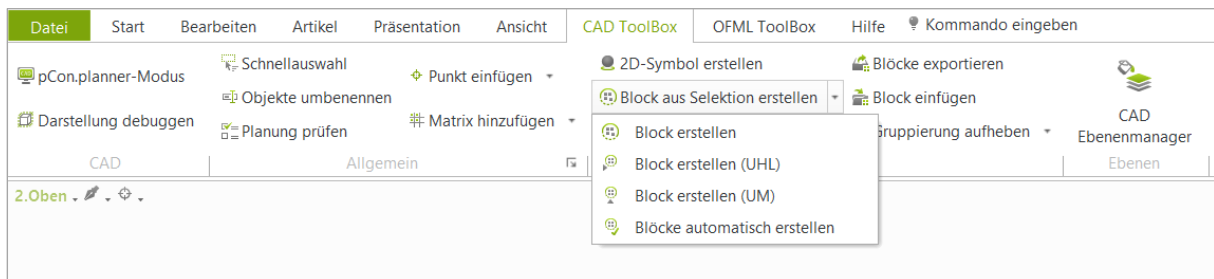 Datei Start Bearbeiten Artikel Präsentation Ansicht CAD ToolBox OFML ToolBox Hilfe Kommando eingeben
pCon.planner-Modus
Darstellung debuggen
CAD
Schnellauswahl
Objekte umbenennen
Planung prüfen
Punkt einfügen
Matrix hinzufügen
Allgemein
2D-Symbol erstellen
Block aus Selektion erstellen
Block erstellen
Block erstellen (UHL)
Block erstellen (UM)
Blöcke automatisch erstellen
Blöcke exportieren
Block einfügen
Gruppierung aufheben
CAD
Ebenenmanager
Ebenen
2.Oben